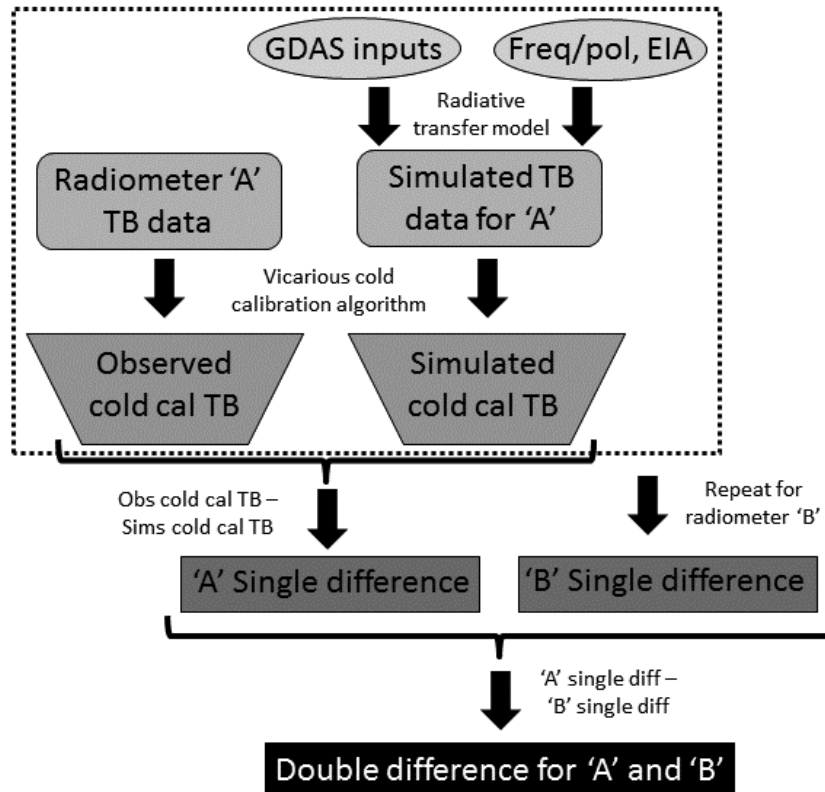 GDAS inputs
Freq/pol, EIA
Radiative
transfer model
Radiometer ‘A’
TB data
Simulated TB
data for ‘A’
Vicarious cold
calibration algorithm
Observed
cold cal TB
Simulated
cold cal TB
Obs cold cal TB –
Sims cold cal TB
Repeat for
radiometer ‘B’
‘A’ Single difference
‘B’ Single difference
‘A’ single diff –
‘B’ single diff
Double difference for ‘A’ and ‘B’